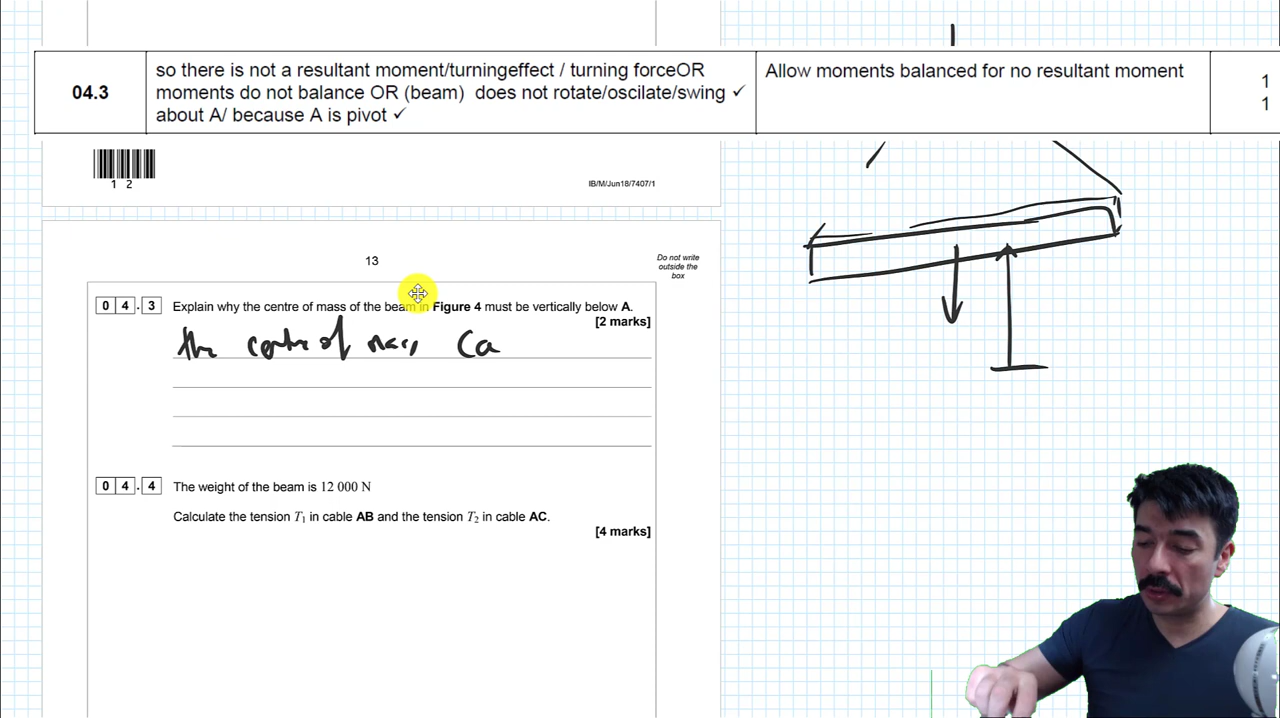 04.3
so there is not a resultant moment/turningeffect / turning forceOR
moments do not balance OR (beam) does not rotate/oscilate/swing ✓
about A/ because A is pivot ✓
Allow moments balanced for no resultant moment
1
1
1 2
IB/M/Jun18/7407/1
13
Do not write
outside the
box
0 4 . 3 Explain why the centre of mass of the beam in Figure 4 must be vertically below A.
[2 marks]
the centre of mass Ca
0 4 . 4 The weight of the beam is 12 000 N
Calculate the tension T₁ in cable AB and the tension T₂ in cable AC.
[4 marks]